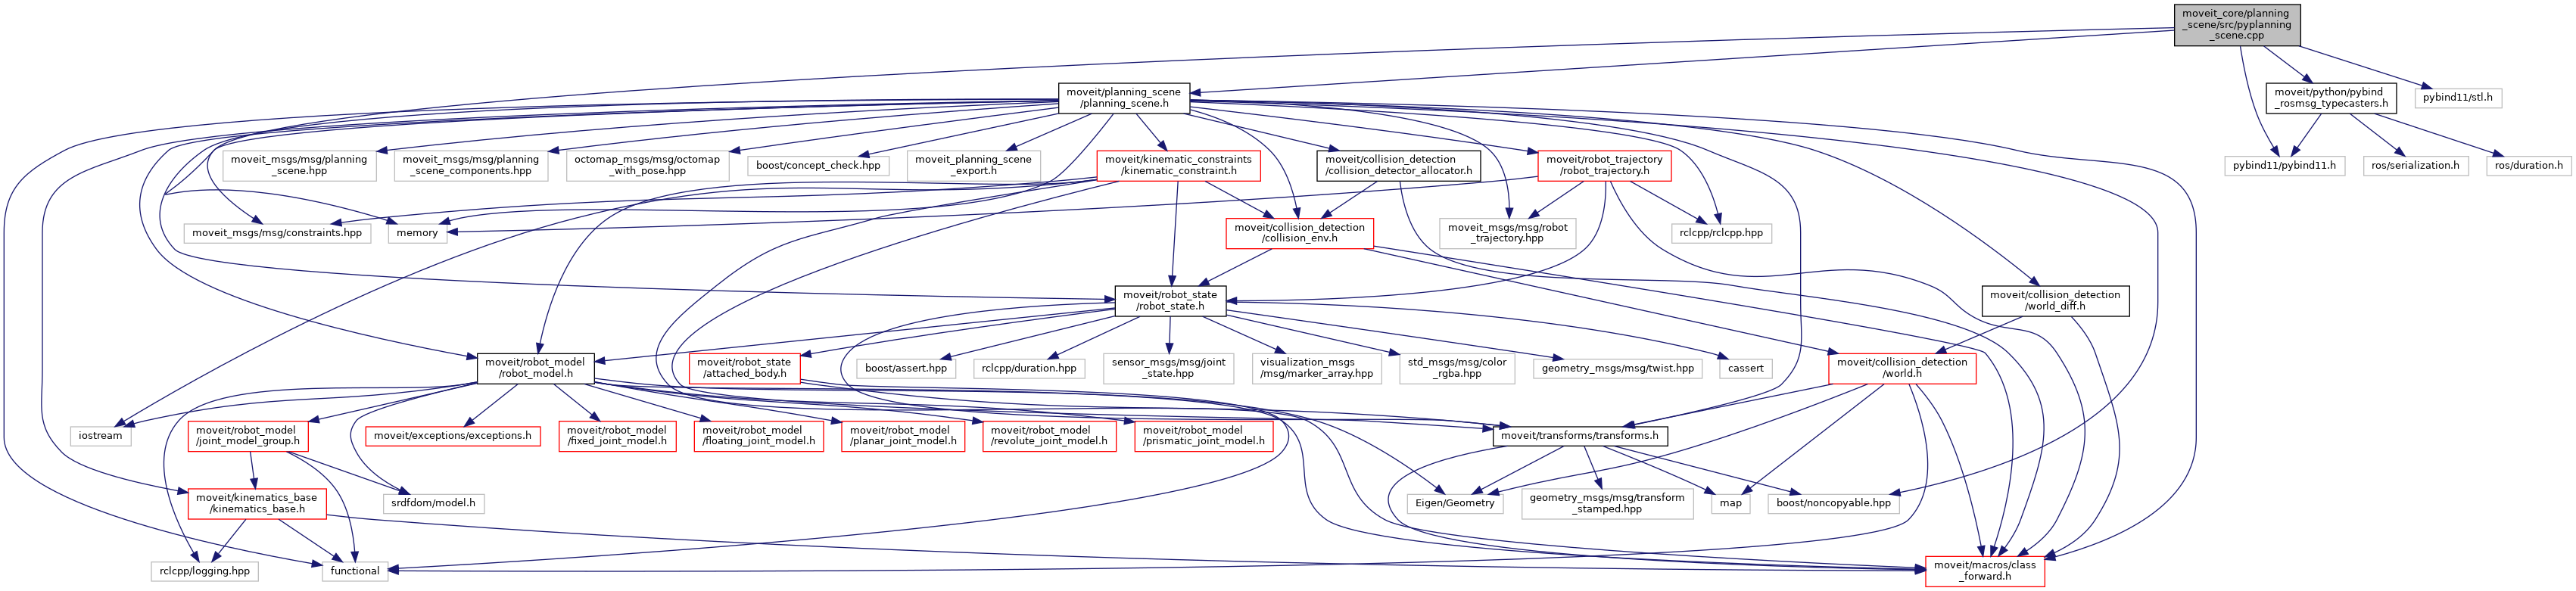 moveit_core/planning
_scene/src/pyplanning
_scene.cpp
moveit/planning_scene
/planning_scene.h
moveit/python/pybind
_rosmsg_typecasters.h
pybind11/stl.h
moveit_msgs/msg/planning
_scene.hpp
moveit_msgs/msg/planning
_scene_components.hpp
octomap_msgs/msg/octomap
_with_pose.hpp
boost/concept_check.hpp
moveit_planning_scene
_export.h
moveit/kinematic_constraints
/kinematic_constraint.h
moveit/collision_detection
/collision_detector_allocator.h
moveit/robot_trajectory
/robot_trajectory.h
pybind11/pybind11.h
ros/serialization.h
ros/duration.h
moveit_msgs/msg/constraints.hpp
memory
moveit/collision_detection
/collision_env.h
moveit_msgs/msg/robot
_trajectory.hpp
rclcpp/rclcpp.hpp
moveit/robot_state
/robot_state.h
moveit/collision_detection
/world_diff.h
moveit/robot_model
/robot_model.h
moveit/robot_state
/attached_body.h
boost/assert.hpp
rclcpp/duration.hpp
sensor_msgs/msg/joint
_state.hpp
visualization_msgs
/msg/marker_array.hpp
std_msgs/msg/color
_rgba.hpp
geometry_msgs/msg/twist.hpp
cassert
moveit/collision_detection
/world.h
iostream
moveit/robot_model
/joint_model_group.h
moveit/exceptions/exceptions.h
moveit/robot_model
/fixed_joint_model.h
moveit/robot_model
/floating_joint_model.h
moveit/robot_model
/planar_joint_model.h
moveit/robot_model
/revolute_joint_model.h
moveit/robot_model
/prismatic_joint_model.h
moveit/transforms/transforms.h
moveit/kinematics_base
/kinematics_base.h
srdfdom/model.h
Eigen/Geometry
geometry_msgs/msg/transform
_stamped.hpp
map
boost/noncopyable.hpp
rclcpp/logging.hpp
functional
moveit/macros/class
_forward.h